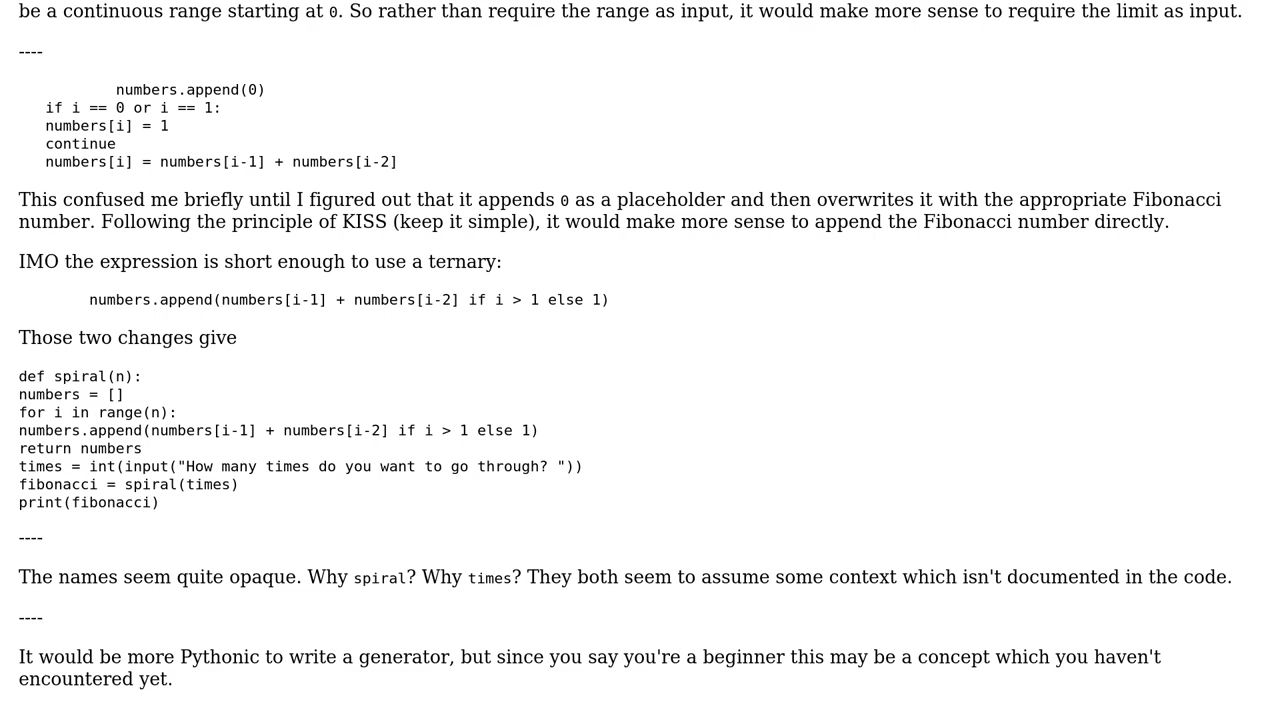 be a continuous range starting at 0. So rather than require the range as input, it would make more sense to require the limit as input.
----
numbers.append(0)
if i == 0 or i == 1:
numbers[i] = 1
continue
numbers[i] = numbers[i-1] + numbers[i-2]
This confused me briefly until I figured out that it appends 0 as a placeholder and then overwrites it with the appropriate Fibonacci
number. Following the principle of KISS (keep it simple), it would make more sense to append the Fibonacci number directly.
IMO the expression is short enough to use a ternary:
numbers.append(numbers[i-1] + numbers[i-2] if i > 1 else 1)
Those two changes give
def spiral(n):
numbers = []
for i in range(n):
numbers.append(numbers[i-1] + numbers[i-2] if i > 1 else 1)
return numbers
times = int(input("How many times do you want to go through? "))
fibonacci = spiral(times)
print(fibonacci)
----
The names seem quite opaque. Why spiral? Why times? They both seem to assume some context which isn't documented in the code.
----
It would be more Pythonic to write a generator, but since you say you're a beginner this may be a concept which you haven't
encountered yet.